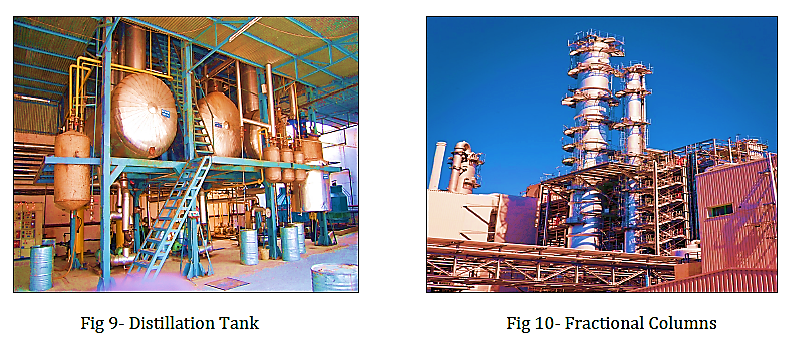 Fig 9- Distillation Tank
Fig 10- Fractional Columns